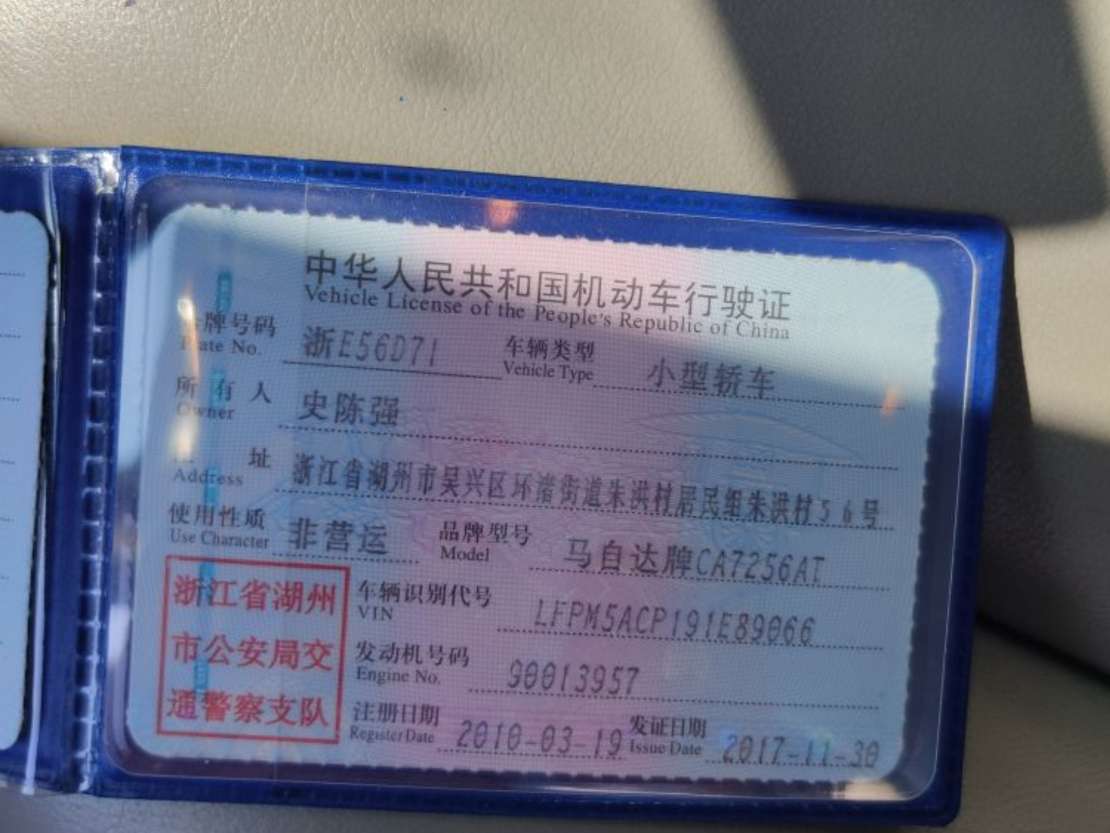 中华人民共和国机动车行驶证
Vehicle License of the People's Republic of China
牌号码 浙E56D71 车辆类型 小型轿车
Plate No. Vehicle Type
所有人 史陈强
Owner
址 浙江省湖州市吴兴区环渚街道朱洪村居民组朱洪村56号
Address
使用性质 非营运 品牌型号 马自达牌CA7256AT
Use Character Model
浙江省湖州 车辆识别代号 LFPM5ACP191E89066
VIN
市公安局交 发动机号码 90013957
Engine No.
通警察支队 注册日期 2010-03-19 发证日期 2017-11-30
Register Date Issue Date